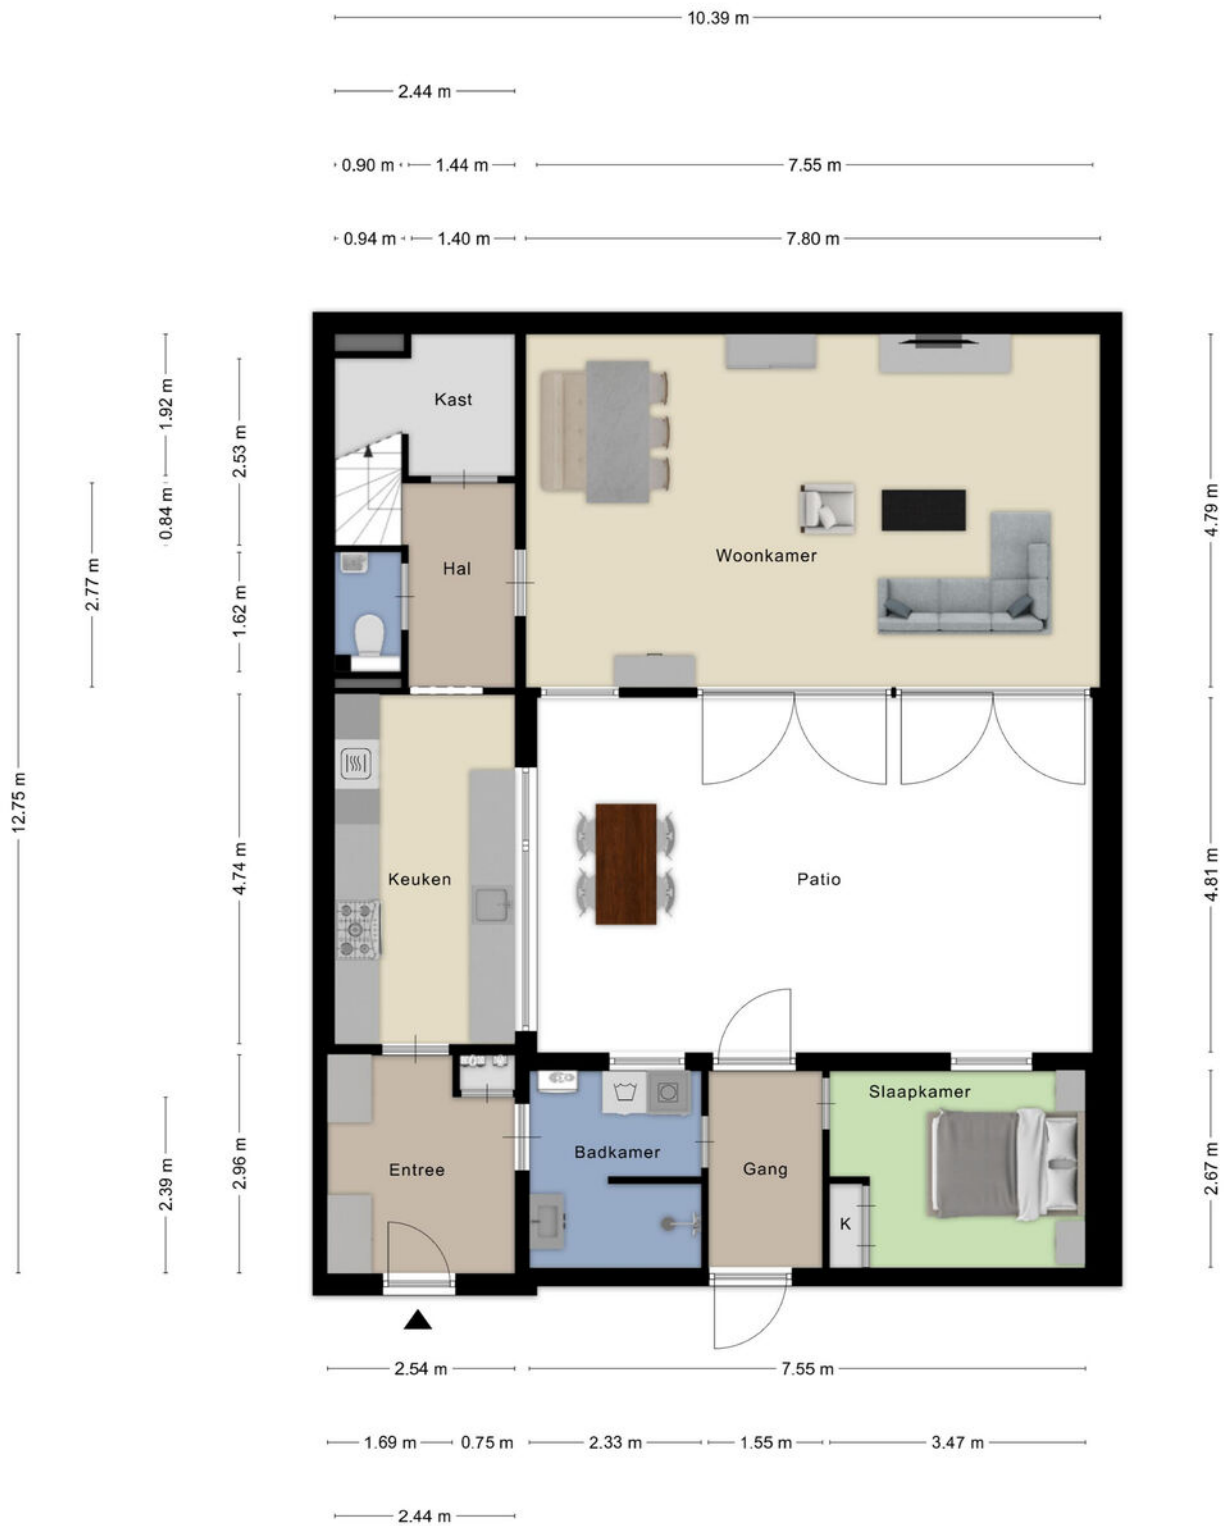 10.39 m
2.44 m
0.90 m
1.44 m
7.55 m
0.94 m
1.40 m
7.80 m
12.75 m
2.77 m
1.92 m
0.84 m
2.39 m
2.53 m
1.62 m
4.74 m
2.96 m
Kast
Hal
Woonkamer
Keuken
Patio
Entree
Badkamer
Gang
Slaapkamer
K
4.79 m
4.81 m
2.67 m
2.54 m
7.55 m
1.69 m
0.75 m
2.33 m
1.55 m
3.47 m
2.44 m